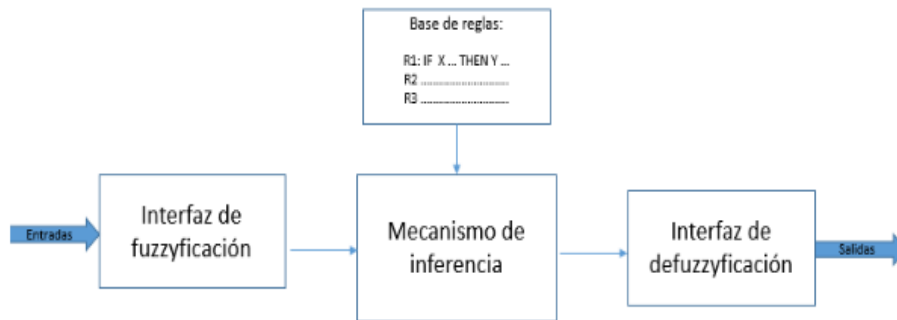 Base de reglas:
R1: IF X ... THEN Y ...
R2 ................................
R3 ................................
Entradas
Interfaz de
fuzzyficación
Mecanismo de
inferencia
Interfaz de
defuzzyficación
Salidas